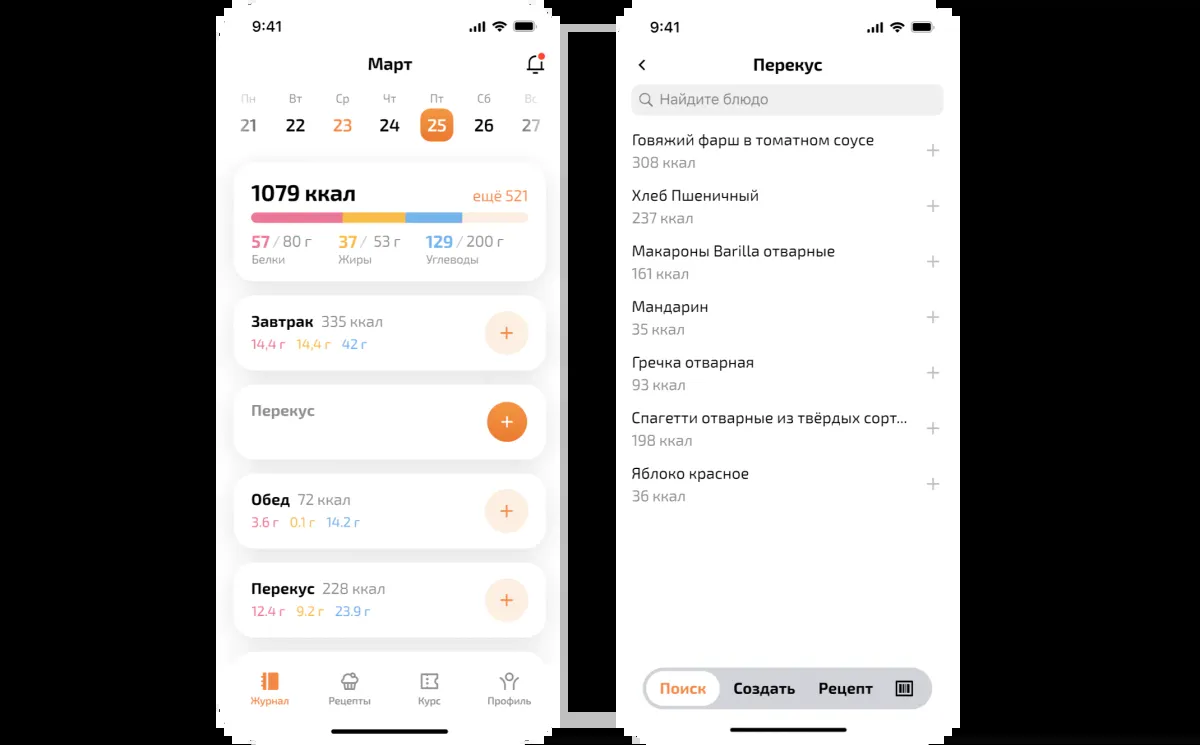 9:41
Март
Пн Вт Ср Чт Пт Сб Вс
21 22 23 24 25 26 27
1079 ккал ещё 521
57 / 80 г 37 / 53 г 129 / 200 г
Белки Жиры Углеводы
Завтрак 335 ккал
14,4 г 14,4 г 42 г
Перекус
Обед 72 ккал
3.6 г 0.1 г 14.2 г
Перекус 228 ккал
12.4 г 9.2 г 23.9 г
Журнал Рецепты Курс Профиль
9:41
Перекус
Найдите блюдо
Говяжий фарш в томатном соусе
308 ккал
Хлеб Пшеничный
237 ккал
Макароны Barilla отварные
161 ккал
Мандарин
35 ккал
Гречка отварная
93 ккал
Спагетти отварные из твёрдых сорт...
198 ккал
Яблоко красное
36 ккал
Поиск Создать Рецепт